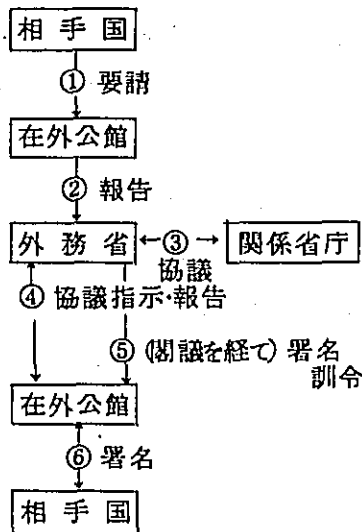 相手国
① 要請
在外公館
② 報告
外務省 ←③→ 関係省庁
協議
④ 協議指示・報告
⑤ (閣議を経て) 署名
訓令
在外公館
⑥ 署名
相手国